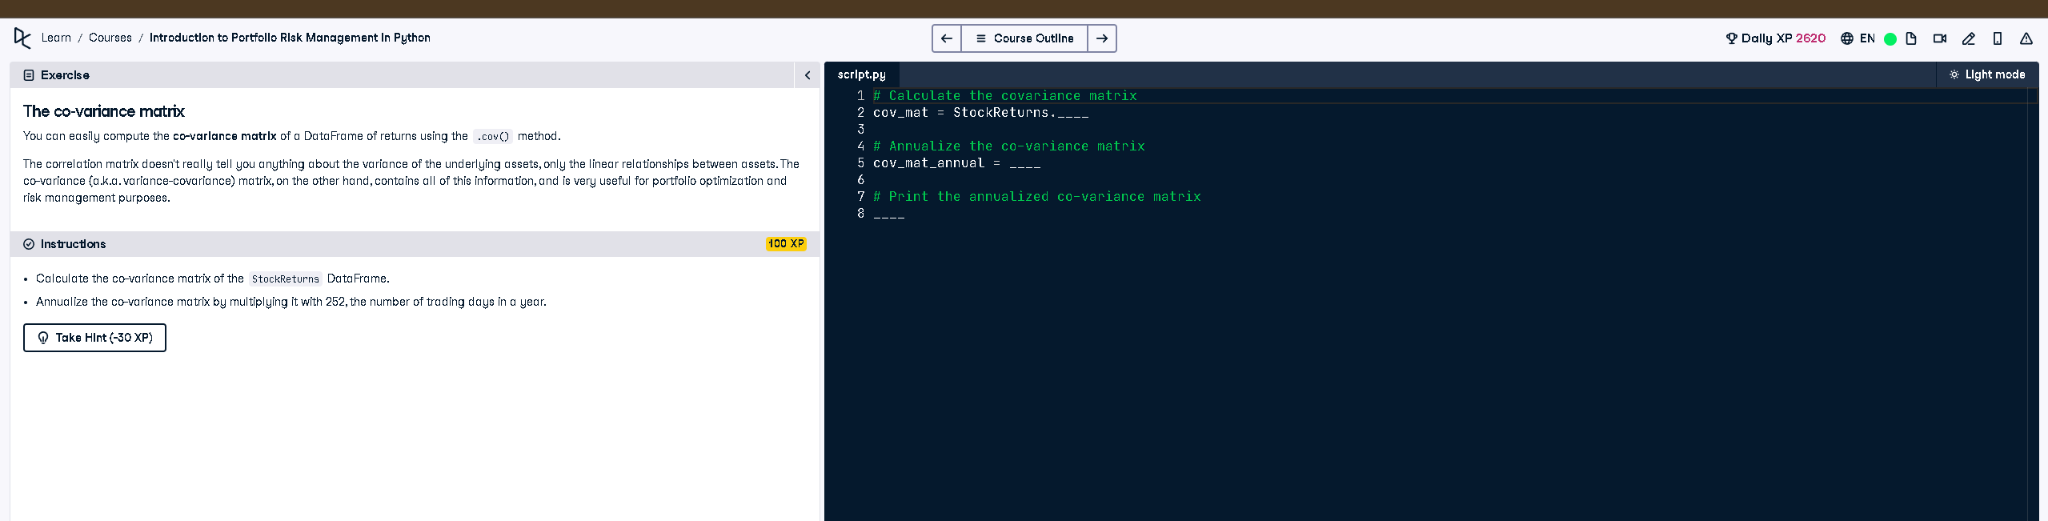 Learn / Courses / Introduction to Portfolio Risk Management in Python
Course Outline
Daily XP 2620
EN
Exercise
The co-variance matrix
You can easily compute the co-variance matrix of a DataFrame of returns using the .cov() method.
The correlation matrix doesn't really tell you anything about the variance of the underlying assets, only the linear relationships between assets. The
co-variance (a.k.a. variance-covariance) matrix, on the other hand, contains all of this information, and is very useful for portfolio optimization and
risk management purposes.
Instructions
100 XP
• Calculate the co-variance matrix of the StockReturns DataFrame.
• Annualize the co-variance matrix by multiplying it with 252, the number of trading days in a year.
Take Hint (-30 XP)
script.py
Light mode
1 # Calculate the covariance matrix
2 cov_mat = StockReturns.____
3
4 # Annualize the co-variance matrix
5 cov_mat_annual = ____
6
7 # Print the annualized co-variance matrix
8 ____